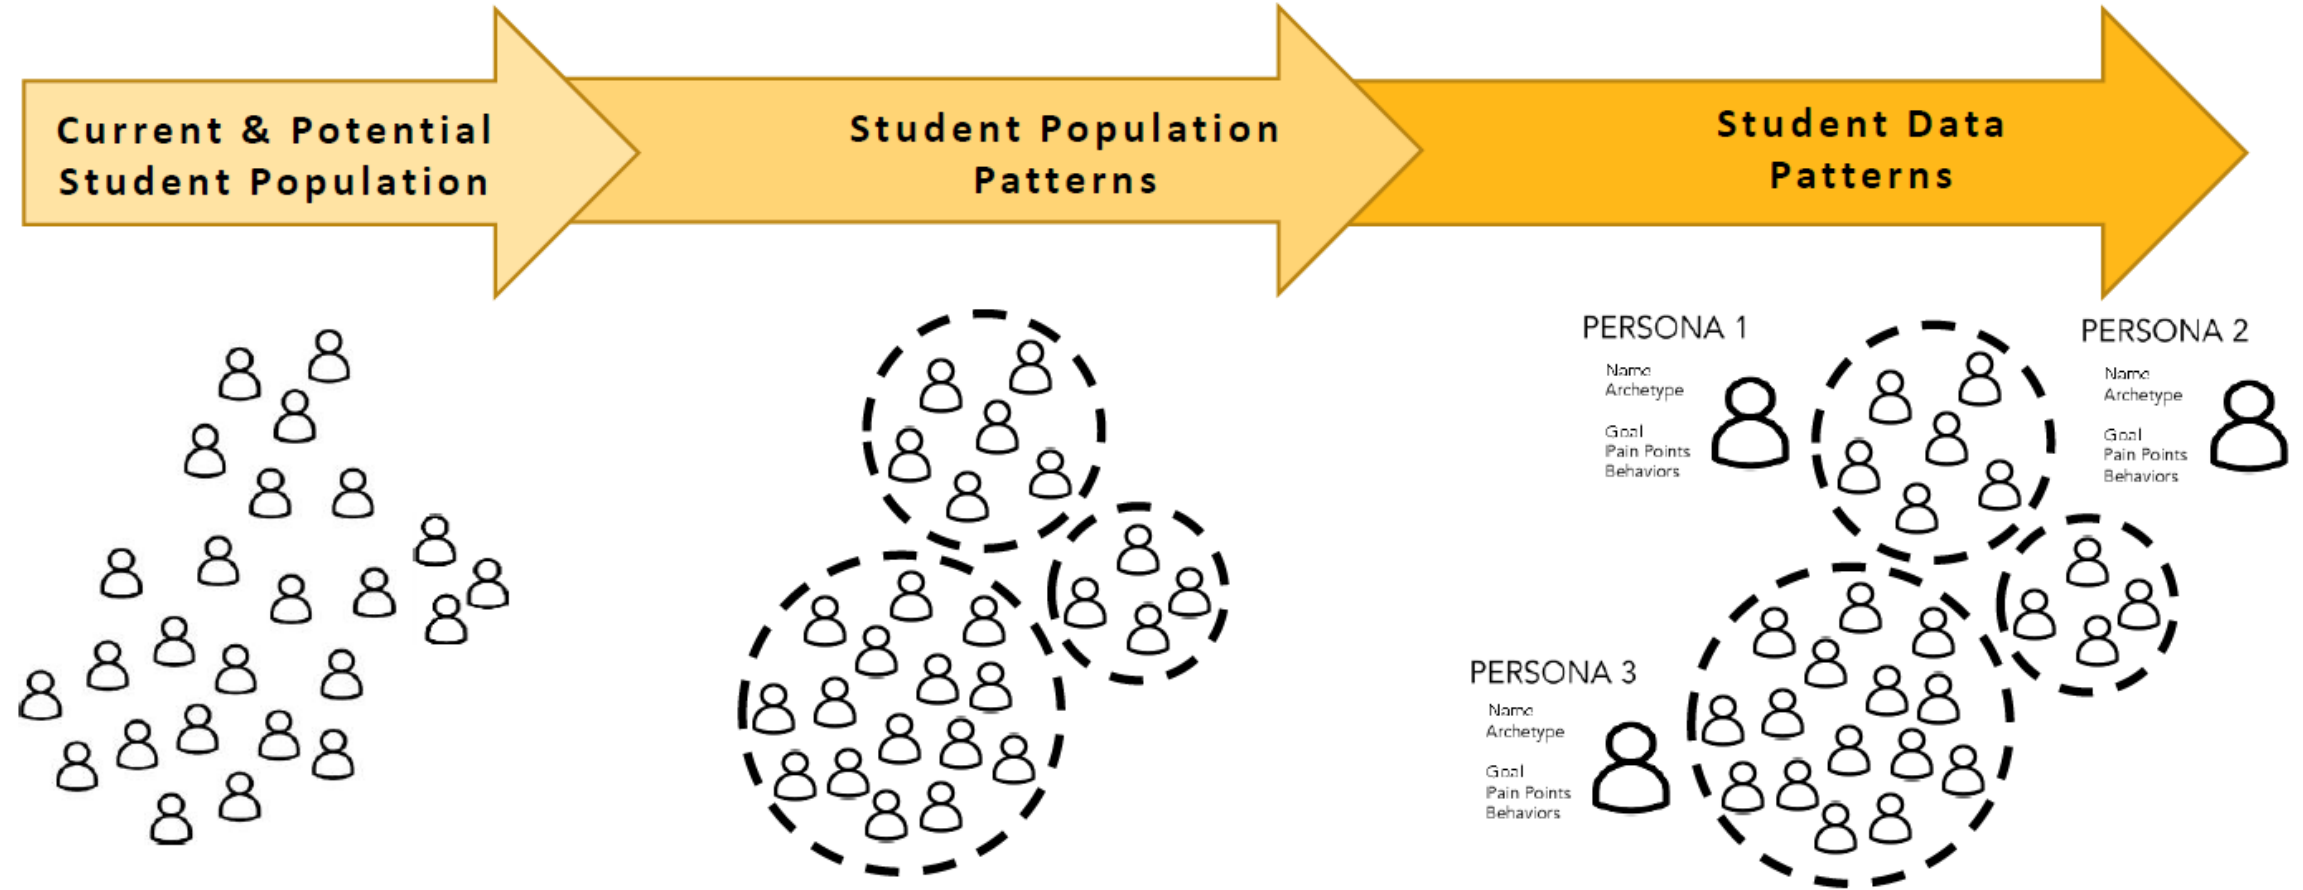 Current & Potential
Student Population
Student Population
Patterns
Student Data
Patterns
PERSONA 1
Name
Archetype
Goal
Pain Points
Behaviors
PERSONA 2
Name
Archetype
Goal
Pain Points
Behaviors
PERSONA 3
Name
Archetype
Goal
Pain Points
Behaviors